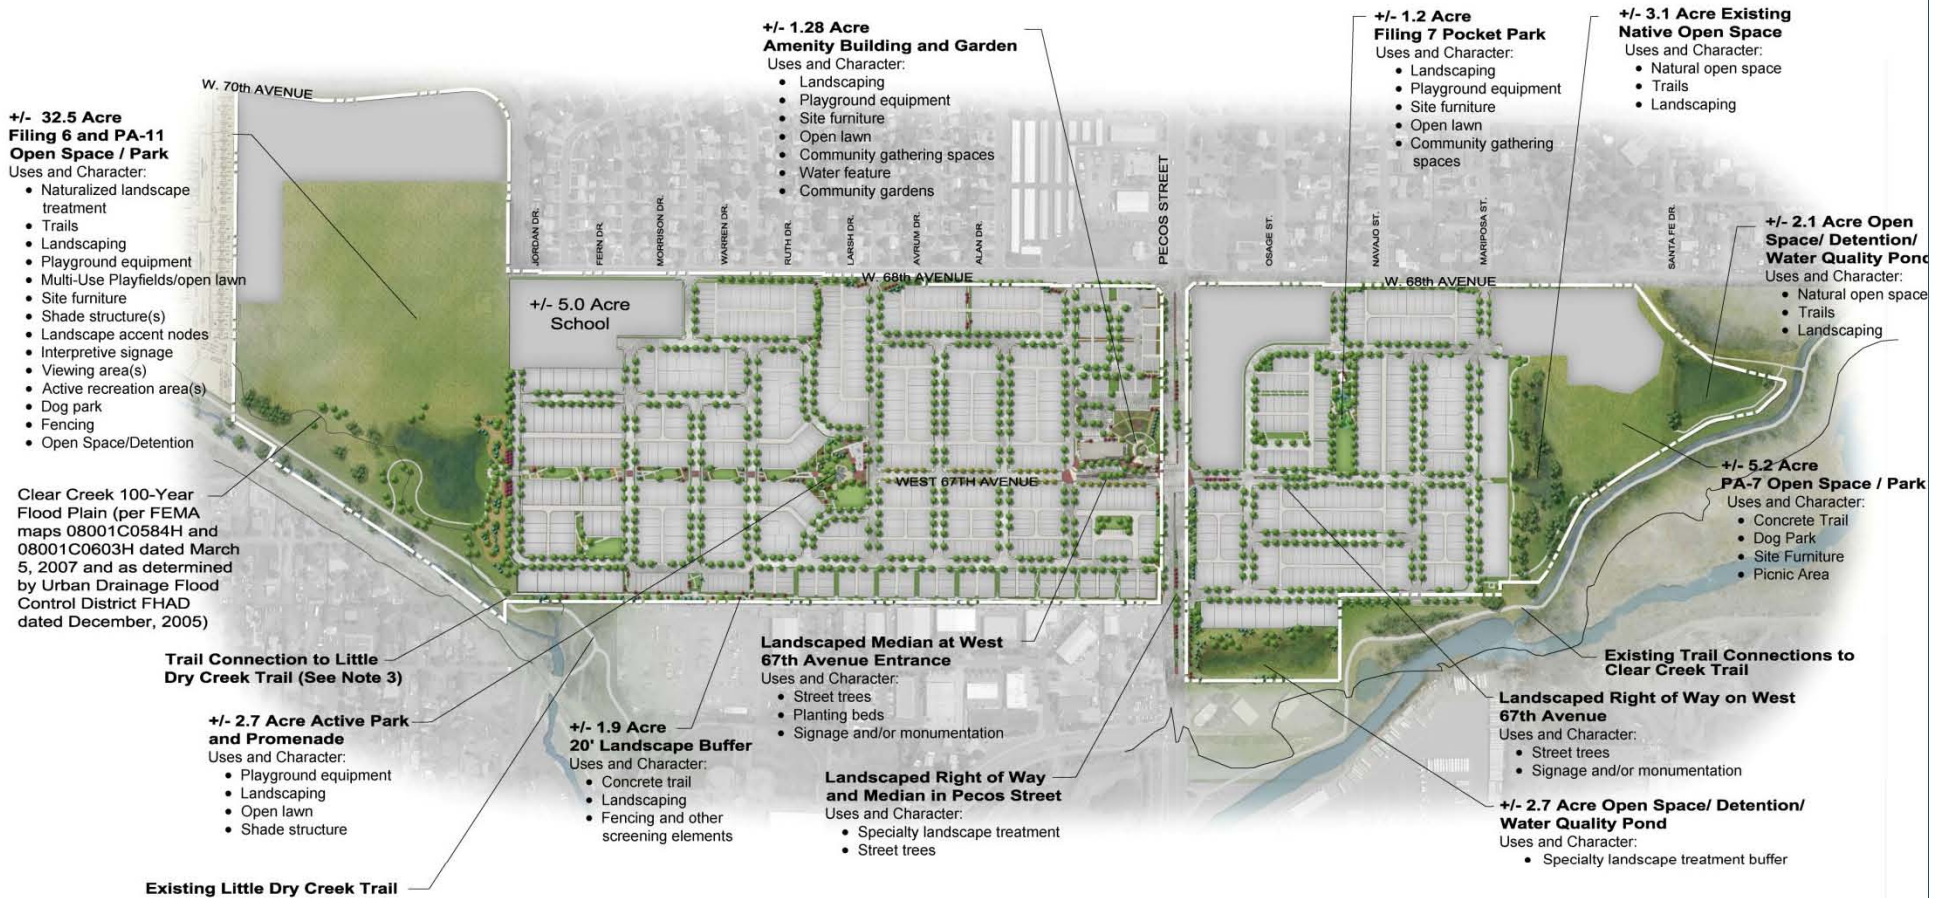 +/- 32.5 Acre
Filing 6 and PA-11
Open Space / Park
Uses and Character:
• Naturalized landscape
treatment
• Trails
• Landscaping
• Playground equipment
• Multi-Use Playfields/open lawn
• Site furniture
• Shade structure(s)
• Landscape accent nodes
• Interpretive signage
• Viewing area(s)
• Active recreation area(s)
• Dog park
• Fencing
• Open Space/Detention
Clear Creek 100-Year
Flood Plain (per FEMA
maps 08001C0584H and
08001C0603H dated March
5, 2007 and as determined
by Urban Drainage Flood
Control District FHAD
dated December, 2005)
Trail Connection to Little
Dry Creek Trail (See Note 3)
+/- 2.7 Acre Active Park
and Promenade
Uses and Character:
• Playground equipment
• Landscaping
• Open lawn
• Shade structure
Existing Little Dry Creek Trail
+/- 1.9 Acre
20' Landscape Buffer
Uses and Character:
• Concrete trail
• Landscaping
• Fencing and other
screening elements
+/- 1.28 Acre
Amenity Building and Garden
Uses and Character:
• Landscaping
• Playground equipment
• Site furniture
• Open lawn
• Community gathering spaces
• Water feature
• Community gardens
Landscaped Median at West
67th Avenue Entrance
Uses and Character:
• Street trees
• Planting beds
• Signage and/or monumentation
Landscaped Right of Way
and Median in Pecos Street
Uses and Character:
• Specialty landscape treatment
• Street trees
+/- 1.2 Acre
Filing 7 Pocket Park
Uses and Character:
• Landscaping
• Playground equipment
• Site furniture
• Open lawn
• Community gathering
spaces
+/- 3.1 Acre Existing
Native Open Space
Uses and Character:
• Natural open space
• Trails
• Landscaping
+/- 2.1 Acre Open
Space/ Detention/
Water Quality Pond
Uses and Character:
• Natural open space
• Trails
• Landscaping
+/- 5.2 Acre
PA-7 Open Space / Park
Uses and Character:
• Concrete Trail
• Dog Park
• Site Furniture
• Picnic Area
Existing Trail Connections to
Clear Creek Trail
Landscaped Right of Way on West
67th Avenue
Uses and Character:
• Street trees
• Signage and/or monumentation
+/- 2.7 Acre Open Space/ Detention/
Water Quality Pond
Uses and Character:
• Specialty landscape treatment buffer
W. 70th AVENUE
JORDAN DR.
FERN DR.
MORRISON DR.
WARREN DR.
RUTH DR.
LARSH DR.
AVRUM DR.
ALAN DR.
PECOS STREET
OSAGE ST.
NAVAJO ST.
MARIPOSA ST.
SANTA FE DR.
W. 68th AVENUE
W. 68th AVENUE
+/- 5.0 Acre
School
WEST 67TH AVENUE